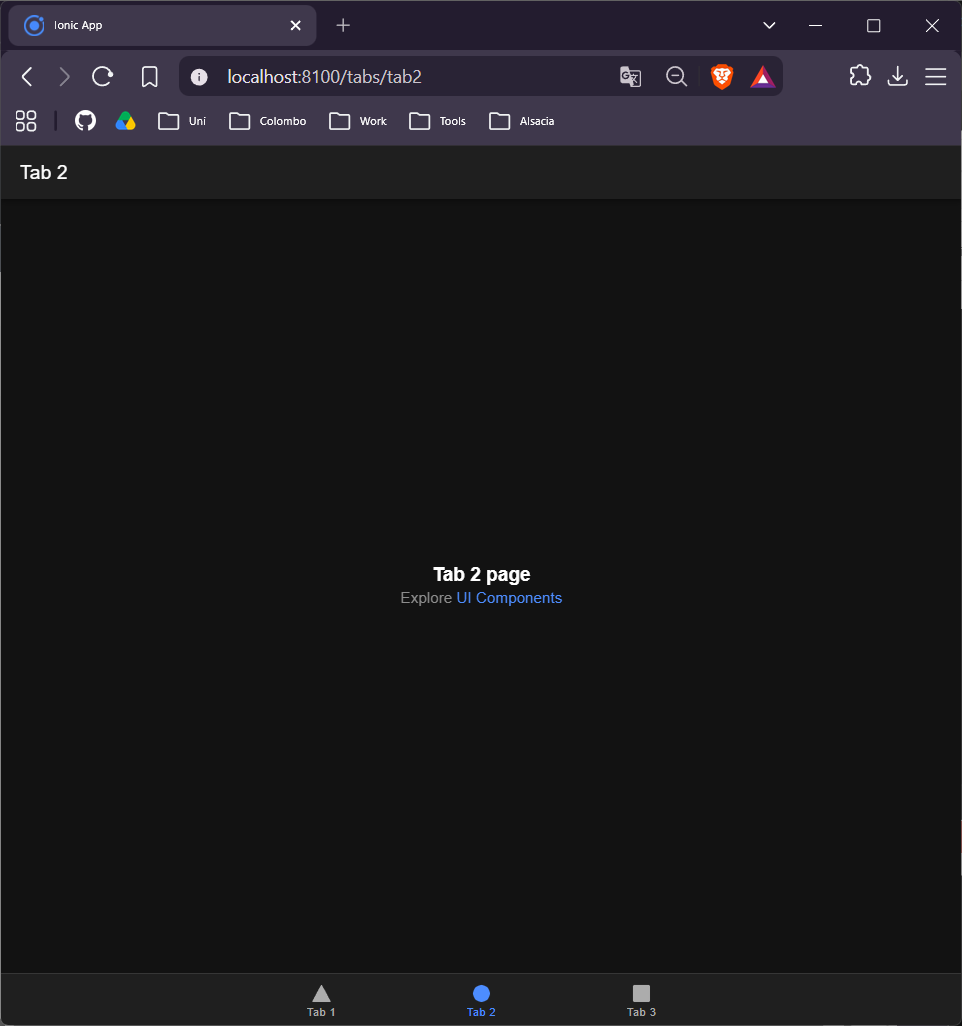 Ionic App
localhost:8100/tabs/tab2
Uni Colombo Work Tools Alsacia
Tab 2
Tab 2 page
Explore UI Components
Tab 1 Tab 2 Tab 3